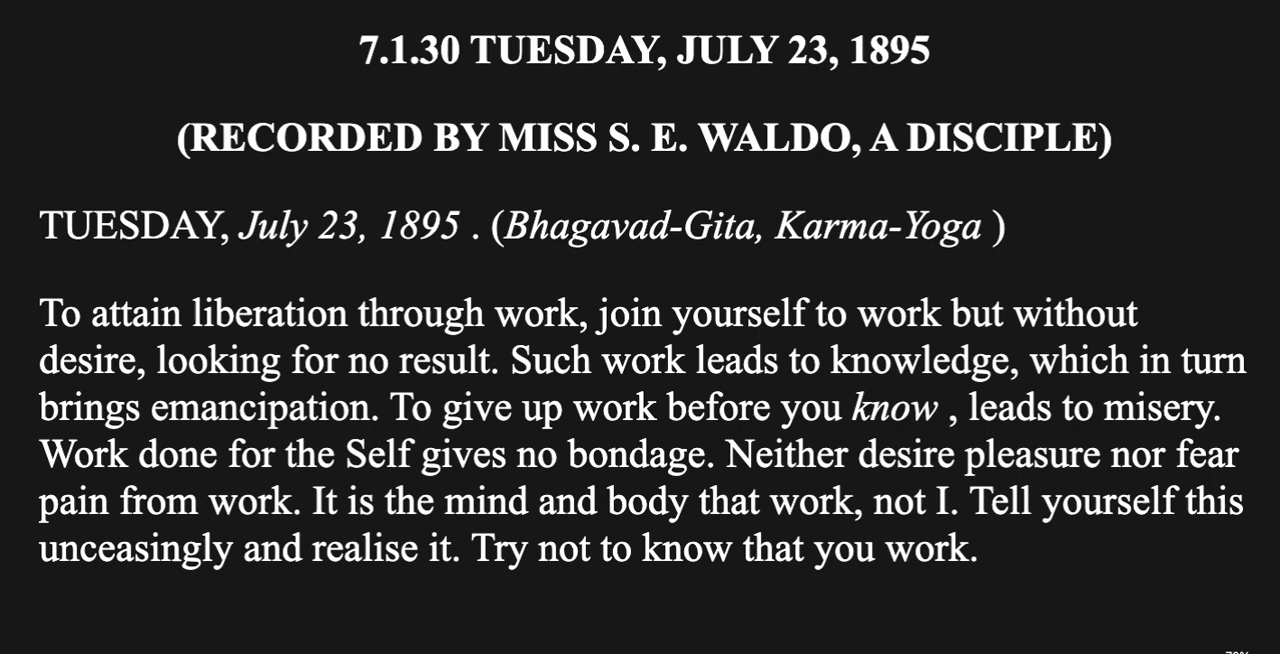 7.1.30 TUESDAY, JULY 23, 1895
(RECORDED BY MISS S. E. WALDO, A DISCIPLE)
TUESDAY, July 23, 1895 . (Bhagavad-Gita, Karma-Yoga )
To attain liberation through work, join yourself to work but without
desire, looking for no result. Such work leads to knowledge, which in turn
brings emancipation. To give up work before you know , leads to misery.
Work done for the Self gives no bondage. Neither desire pleasure nor fear
pain from work. It is the mind and body that work, not I. Tell yourself this
unceasingly and realise it. Try not to know that you work.